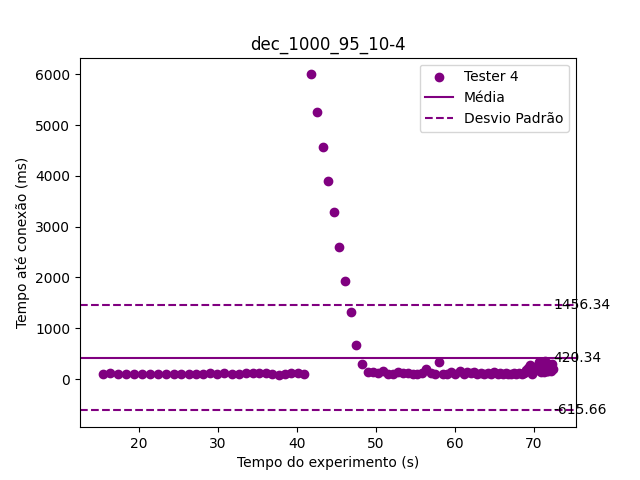 dec_1000_95_10-4
Tempo até conexão (ms)
6000
5000
4000
3000
2000
1000
0
Tester 4
Média
Desvio Padrão
1456.34
420.34
-615.66
20
30
40
50
60
70
Tempo do experimento (s)